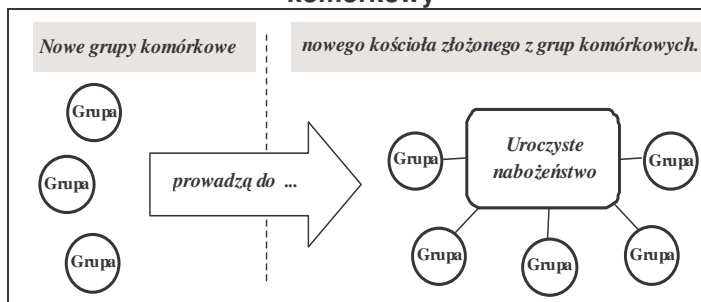 komórkowy
Nowe grupy komórkowe
nowego kościoła złożonego z grup komórkowych.
Grupa
Grupa
Grupa
prowadzą do ...
Uroczyste
nabożeństwo
Grupa
Grupa
Grupa
Grupa
Grupa